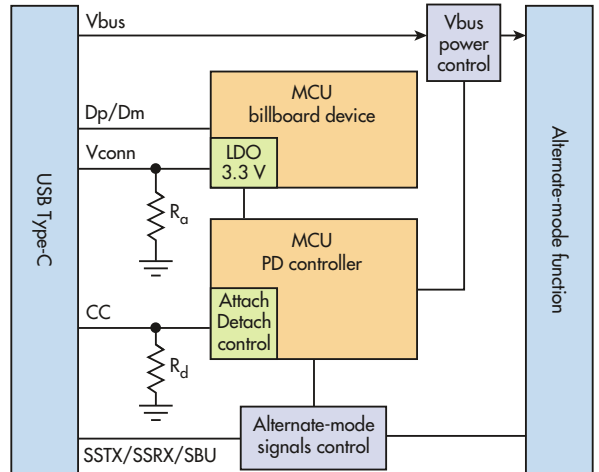 Vbus
Vbus
power
control
MCU
billboard device
Dp/Dm
LDO
3.3 V
Vconn
Ra
USB Type-C
Alternate-mode function
MCU
PD controller
Attach
Detach
control
CC
Rd
Alternate-mode
signals control
SSTX/SSRX/SBU